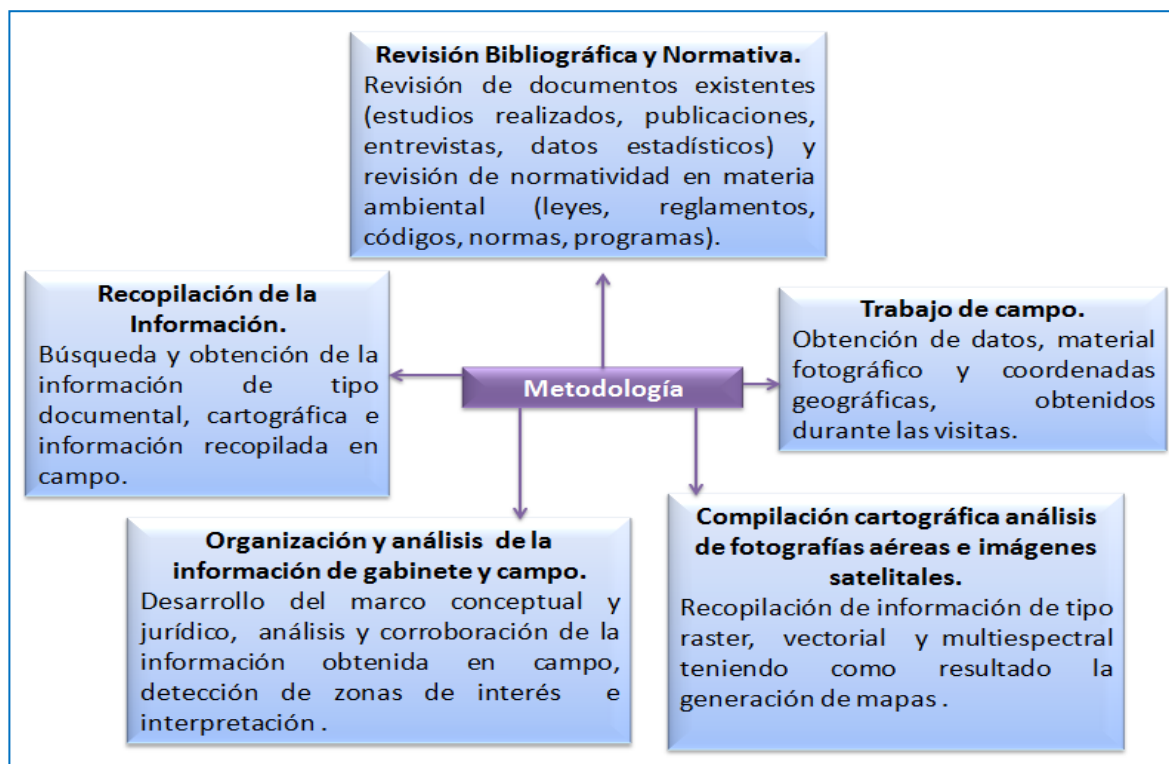 Revisión Bibliográfica y Normativa.
Revisión de documentos existentes
(estudios realizados, publicaciones,
entrevistas, datos estadísticos) y
revisión de normatividad en materia
ambiental (leyes, reglamentos,
códigos, normas, programas).
Recopilación de la
Información.
Búsqueda y obtención de la
información de tipo
documental, cartográfica e
información recopilada en
campo.
Metodología
Trabajo de campo.
Obtención de datos, material
fotográfico y coordenadas
geográficas, obtenidos
durante las visitas.
Organización y análisis de la
información de gabinete y campo.
Desarrollo del marco conceptual y
jurídico, análisis y corroboración de la
información obtenida en campo,
detección de zonas de interés e
interpretación .
Compilación cartográfica análisis
de fotografías aéreas e imágenes
satelitales.
Recopilación de información de tipo
raster, vectorial y multiespectral
teniendo como resultado la
generación de mapas .